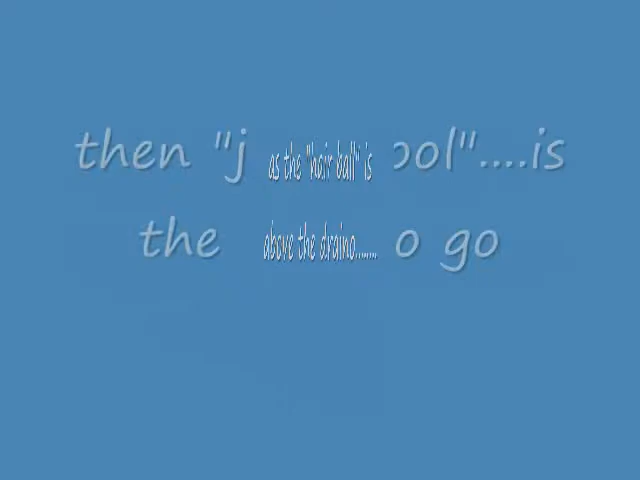 then "j ool"....is
the o go
as the "hair ball" is
above the draino.......